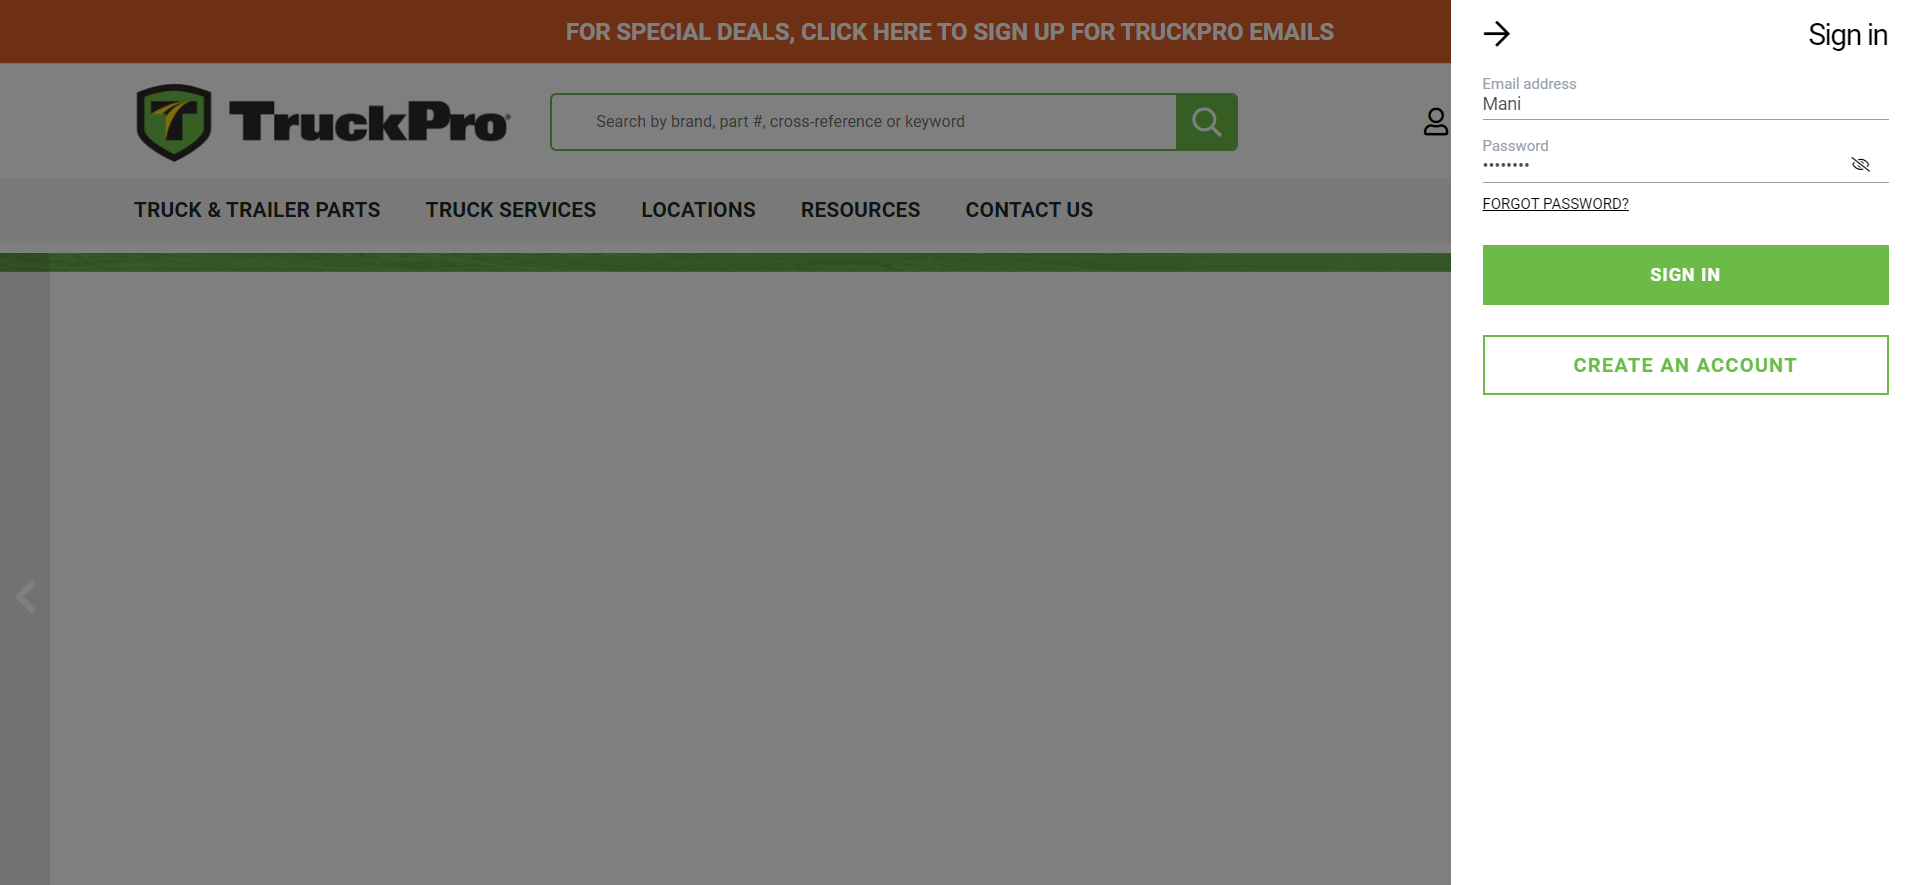 FOR SPECIAL DEALS, CLICK HERE TO SIGN UP FOR TRUCKPRO EMAILS
TruckPro®
Search by brand, part #, cross-reference or keyword
TRUCK & TRAILER PARTS
TRUCK SERVICES
LOCATIONS
RESOURCES
CONTACT US
Sign in
Email address
Mani
Password
••••••••
FORGOT PASSWORD?
SIGN IN
CREATE AN ACCOUNT